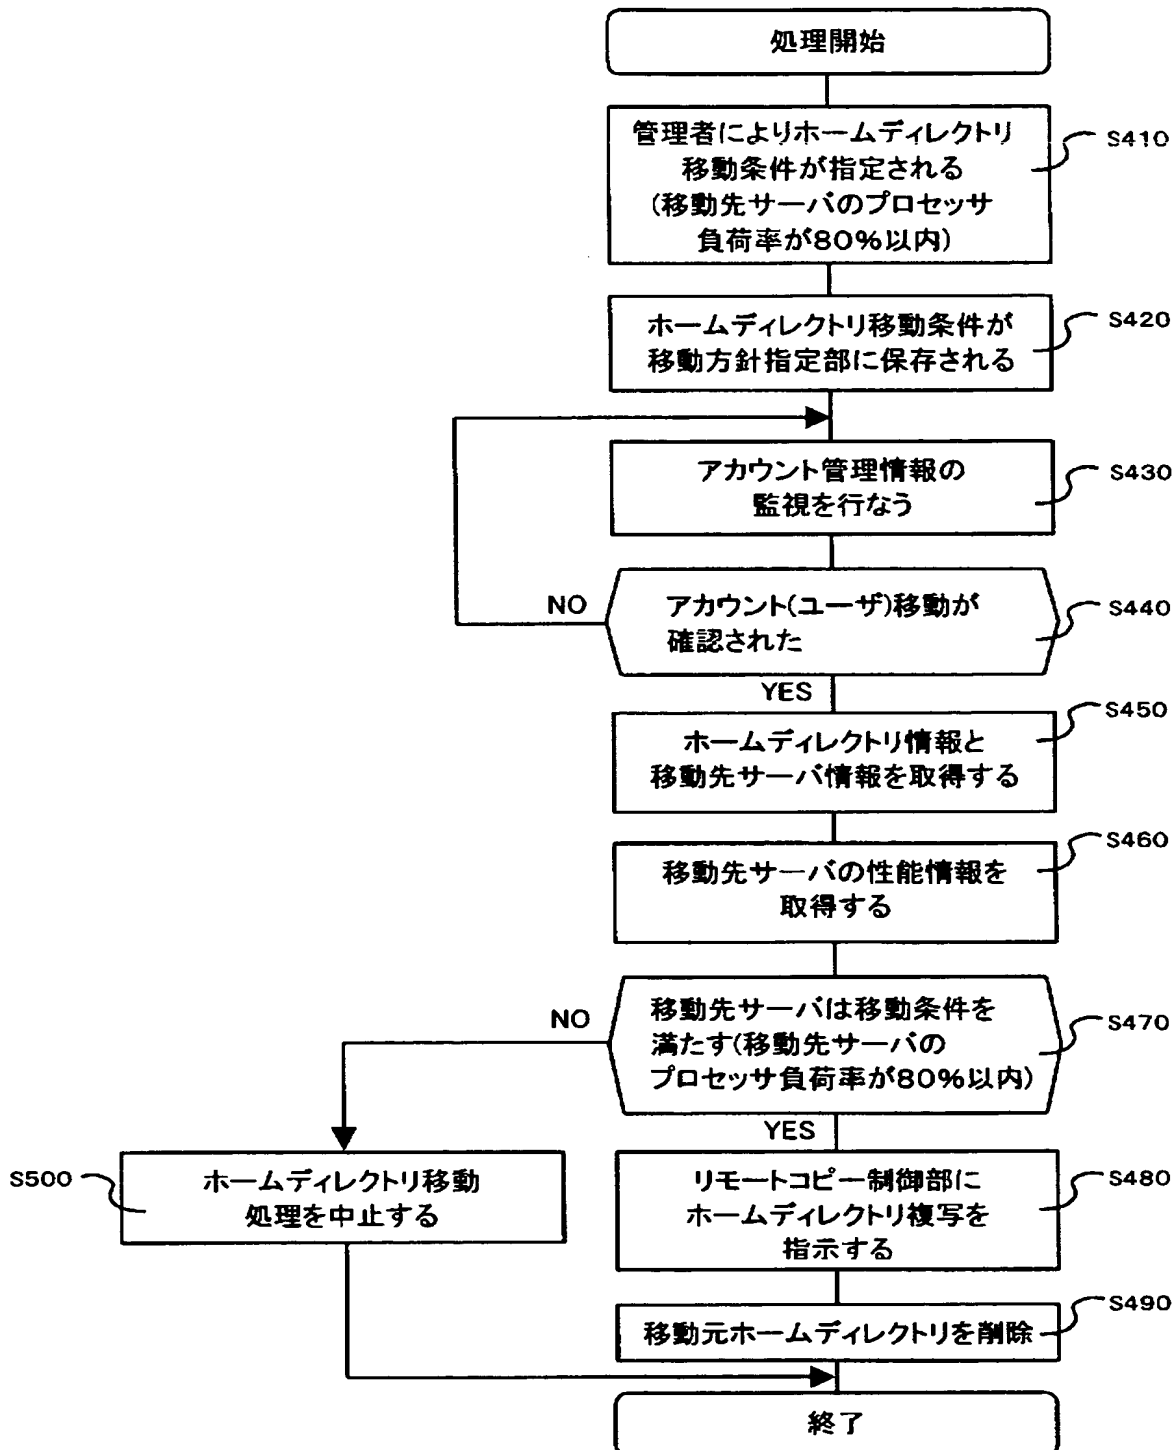 処理開始
管理者によりホームディレクトリ
移動条件が指定される
(移動先サーバのプロセッサ
負荷率が80%以内)
S410
ホームディレクトリ移動条件が
移動方針指定部に保存される
S420
アカウント管理情報の
監視を行なう
S430
NO
アカウント(ユーザ)移動が
確認された
S440
YES
ホームディレクトリ情報と
移動先サーバ情報を取得する
S450
移動先サーバの性能情報を
取得する
S460
NO
移動先サーバは移動条件を
満たす(移動先サーバの
プロセッサ負荷率が80%以内)
S470
YES
S500
ホームディレクトリ移動
処理を中止する
リモートコピー制御部に
ホームディレクトリ複写を
指示する
S480
移動元ホームディレクトリを削除
S490
終了